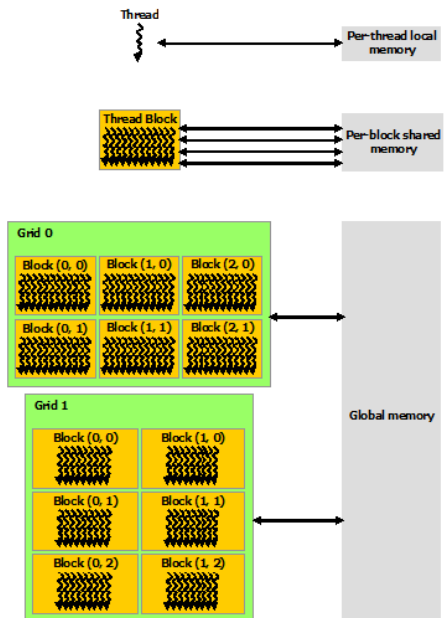 Thread
Per-thread local
memory
Thread Block
Per-block shared
memory
Grid 0
Block (0, 0)
Block (1, 0)
Block (2, 0)
Block (0, 1)
Block (1, 1)
Block (2, 1)
Grid 1
Block (0, 0)
Block (1, 0)
Block (0, 1)
Block (1, 1)
Block (0, 2)
Block (1, 2)
Global memory